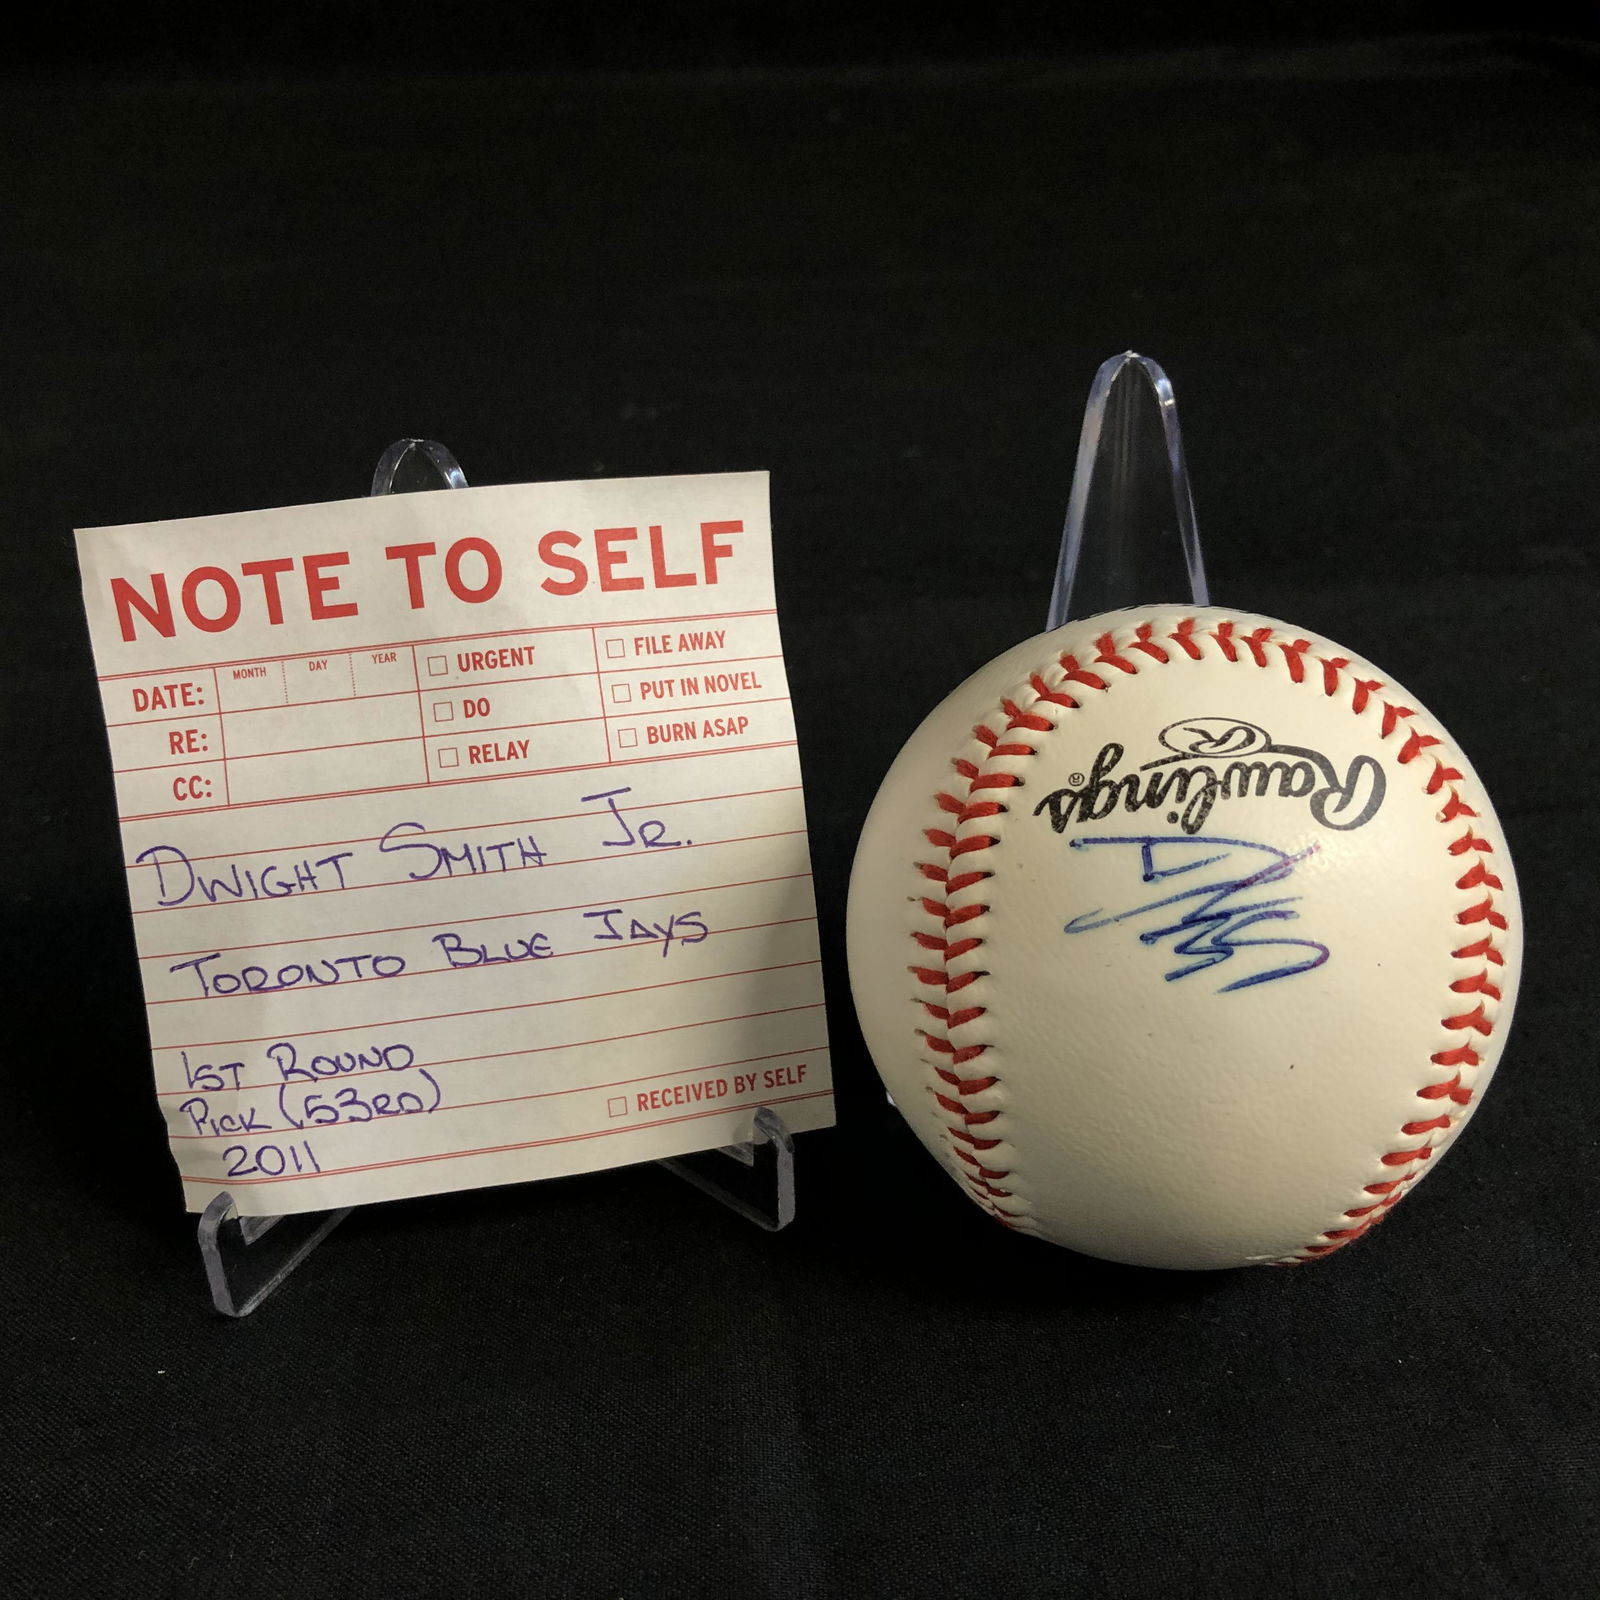 NOTE TO SELF
DATE: MONTH DAY YEAR
RE:
CC:
URGENT
DO
RELAY
FILE AWAY
PUT IN NOVEL
BURN ASAP
DWIGHT SMITH JR.
TORONTO BLUE JAYS
1ST ROUND
PICK (53RD)
2011
RECEIVED BY SELF
Rawlings®
R